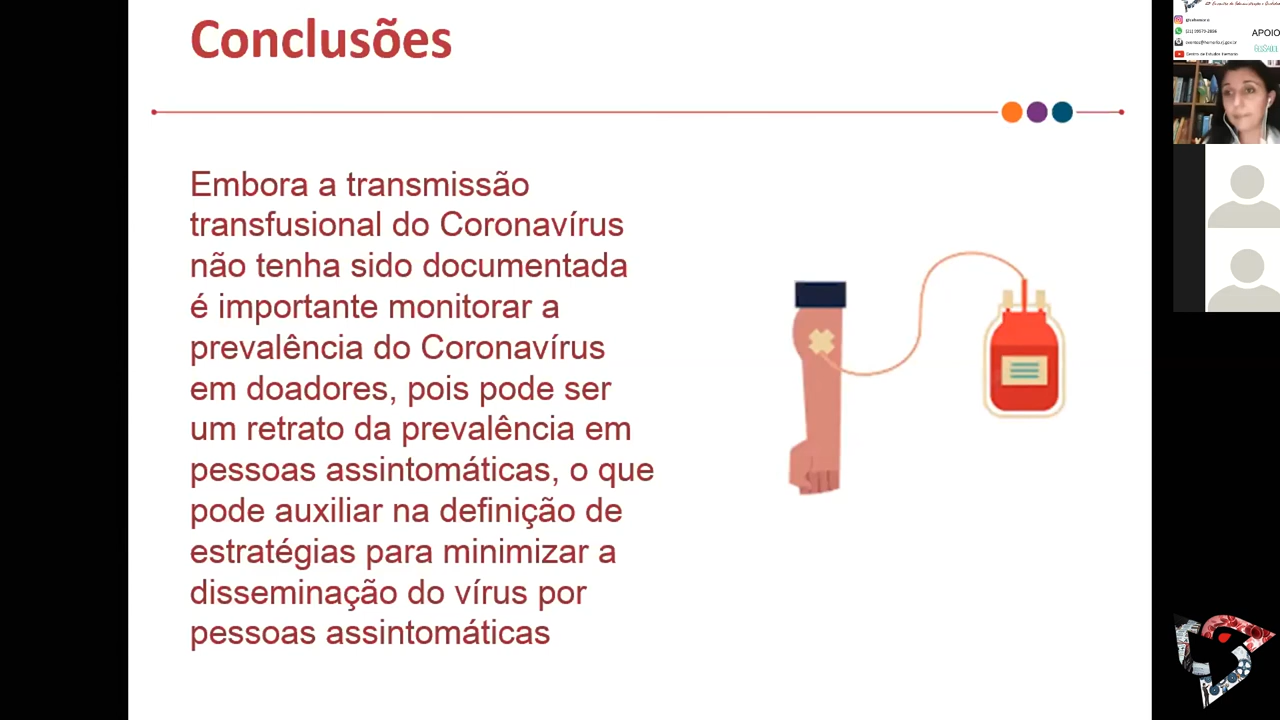 Conclusões
Embora a transmissão
transfusional do Coronavírus
não tenha sido documentada
é importante monitorar a
prevalência do Coronavírus
em doadores, pois pode ser
um retrato da prevalência em
pessoas assintomáticas, o que
pode auxiliar na definição de
estratégias para minimizar a
disseminação do vírus por
pessoas assintomáticas
APOIO